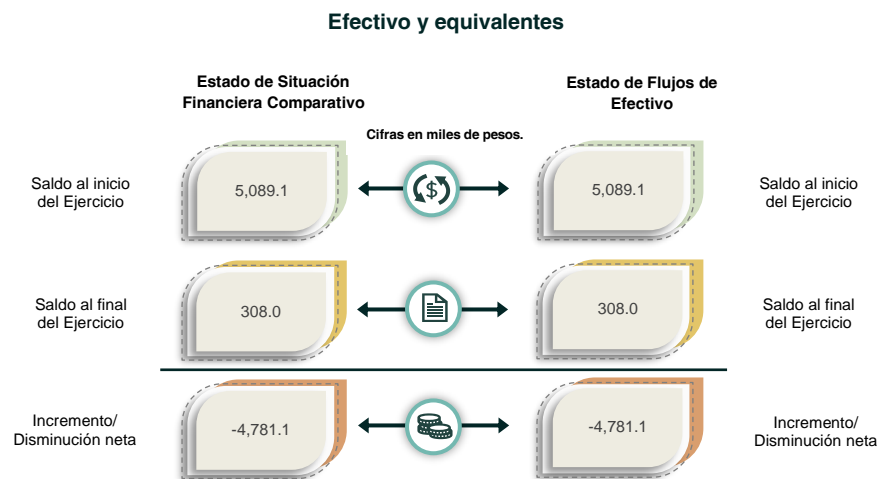 Efectivo y equivalentes
Estado de Situación
Financiera Comparativo
Estado de Flujos de
Efectivo
Cifras en miles de pesos.
Saldo al inicio
del Ejercicio
5,089.1
$
5,089.1
Saldo al inicio
del Ejercicio
Saldo al final
del Ejercicio
308.0
308.0
Saldo al final
del Ejercicio
Incremento/
Disminución neta
-4,781.1
-4,781.1
Incremento/
Disminución neta